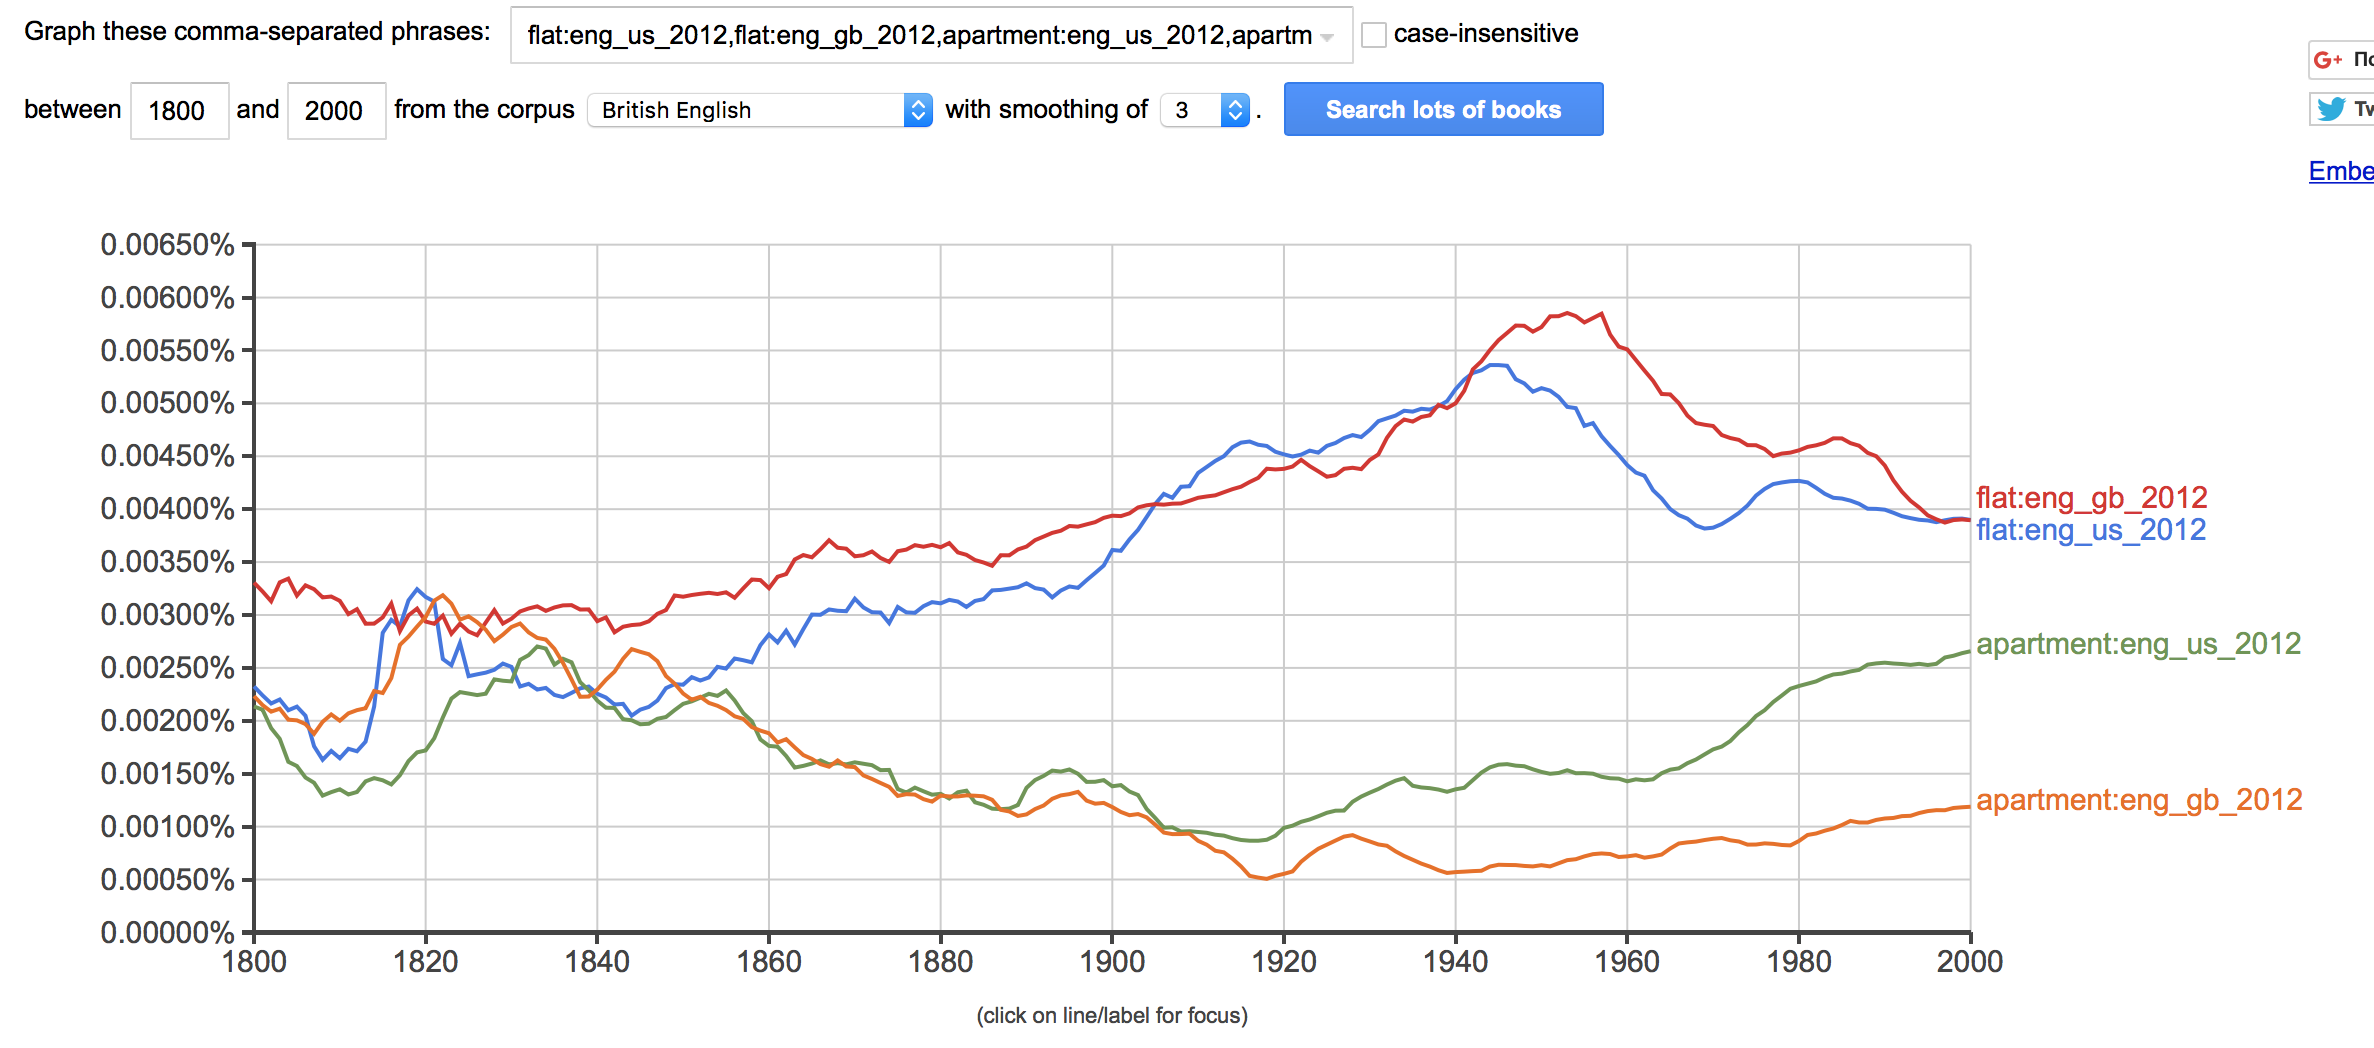 Graph these comma-separated phrases: flat:eng_us_2012,flat:eng_gb_2012,apartment:eng_us_2012,apartm case-insensitive
between 1800 and 2000 from the corpus British English with smoothing of 3 . Search lots of books
G+ По
Tw
Embe
0.00650%
0.00600%
0.00550%
0.00500%
0.00450%
0.00400%
0.00350%
0.00300%
0.00250%
0.00200%
0.00150%
0.00100%
0.00050%
0.00000%
flat:eng_gb_2012
flat:eng_us_2012
apartment:eng_us_2012
apartment:eng_gb_2012
1800 1820 1840 1860 1880 1900 1920 1940 1960 1980 2000
(click on line/label for focus)